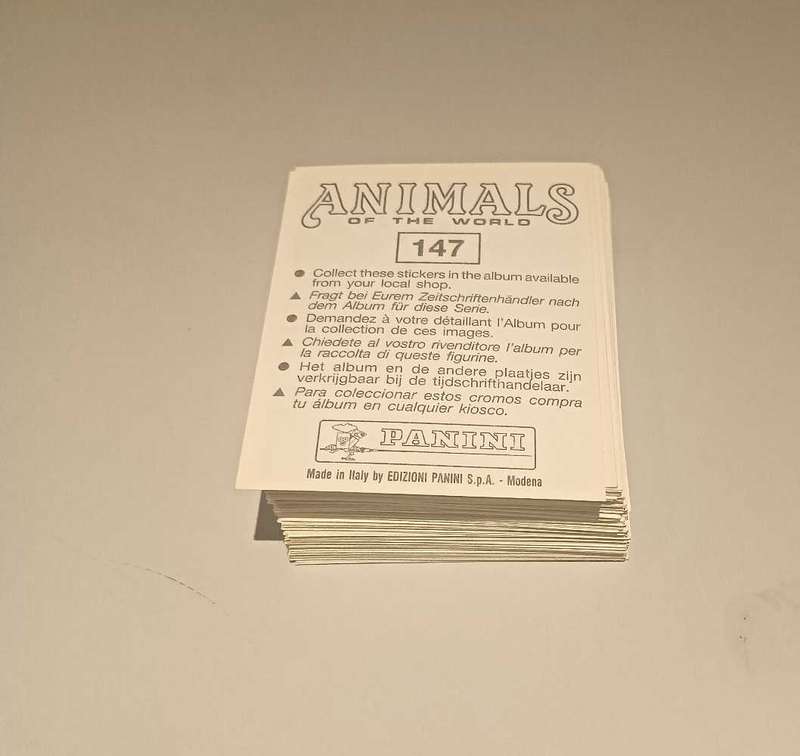 ANIMALS
OF THE WORLD
147
● Collect these stickers in the album available
from your local shop.
▲ Fragt bei Eurem Zeitschriftenhändler nach
dem Album für diese Serie.
● Demandez à votre détaillant l'Album pour
la collection de ces images.
▲ Chiedete al vostro rivenditore l'album per
la raccolta di queste figurine.
● Het album en de andere plaatjes zijn
verkrijgbaar bij de tijdschrifthandelaar.
▲ Para coleccionar estos cromos compra
tu álbum en cualquier kiosco.
PANINI
Made in Italy by EDIZIONI PANINI S.p.A. - Modena